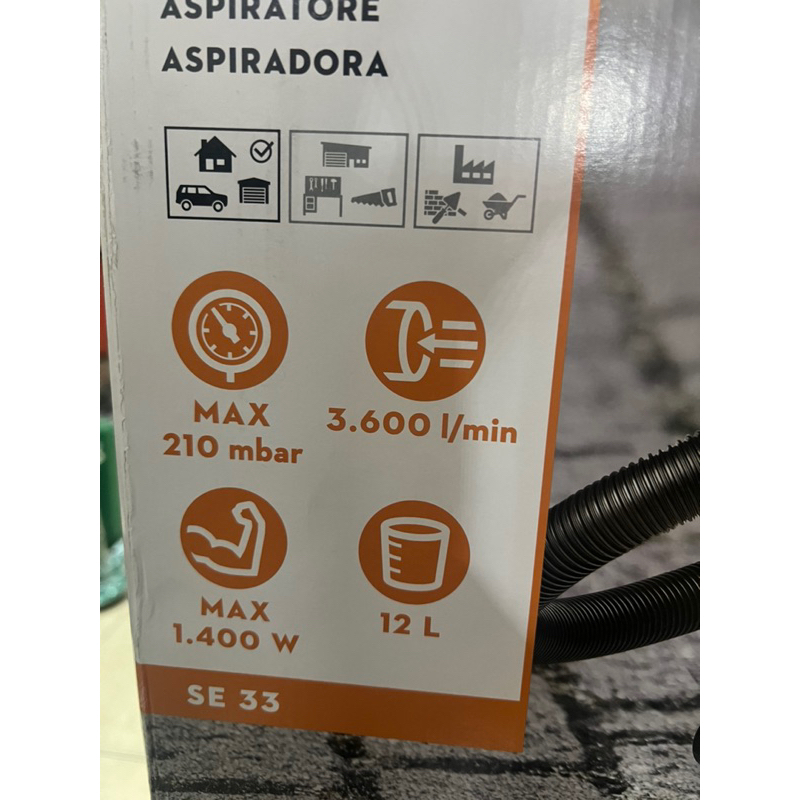 ASPIRATORE
ASPIRADORA
MAX
210 mbar
3.600 l/min
MAX
1.400 W
12 L
SE 33